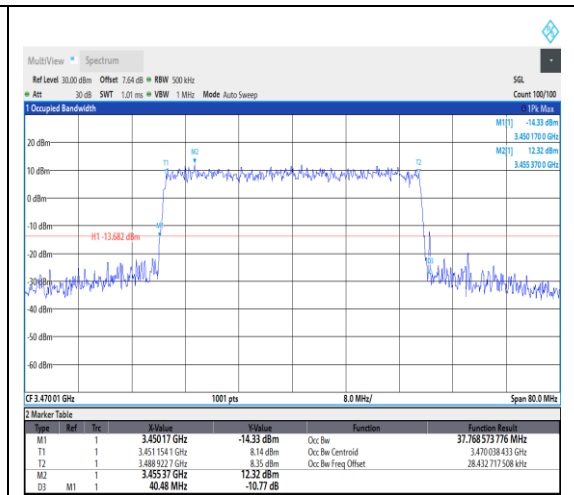 MultiView Spectrum
Ref Level 30.00 dBm Offset 7.64 dB RBW 500 kHz SGL
Att 30 dB SWT 1.01 ms VBW 1 MHz Mode Auto Sweep Count 100/100
1 Occupied Bandwidth 1Pk Max
M1[1] -14.33 dBm
3.450 170 0 GHz
M2[1] 12.32 dBm
3.455 370 0 GHz
20 dBm
M2
T1 T2
10 dBm
0 dBm
-10 dBm
M1
H1 -13.682 dBm
-20 dBm
D3
-30 dBm
-40 dBm
-50 dBm
-60 dBm
CF 3.470 01 GHz 1001 pts 8.0 MHz/ Span 80.0 MHz
2 Marker Table
Type Ref Trc X-Value Y-Value Function Function Result
M1 1 3.450 17 GHz -14.33 dBm Occ Bw 37.768 573 776 MHz
T1 1 3.451 154 1 GHz 8.14 dBm Occ Bw Centroid 3.470 038 433 GHz
T2 1 3.488 922 7 GHz 8.35 dBm Occ Bw Freq Offset 28.432 717 508 kHz
M2 1 3.455 37 GHz 12.32 dBm
D3 M1 1 40.48 MHz -10.77 dB